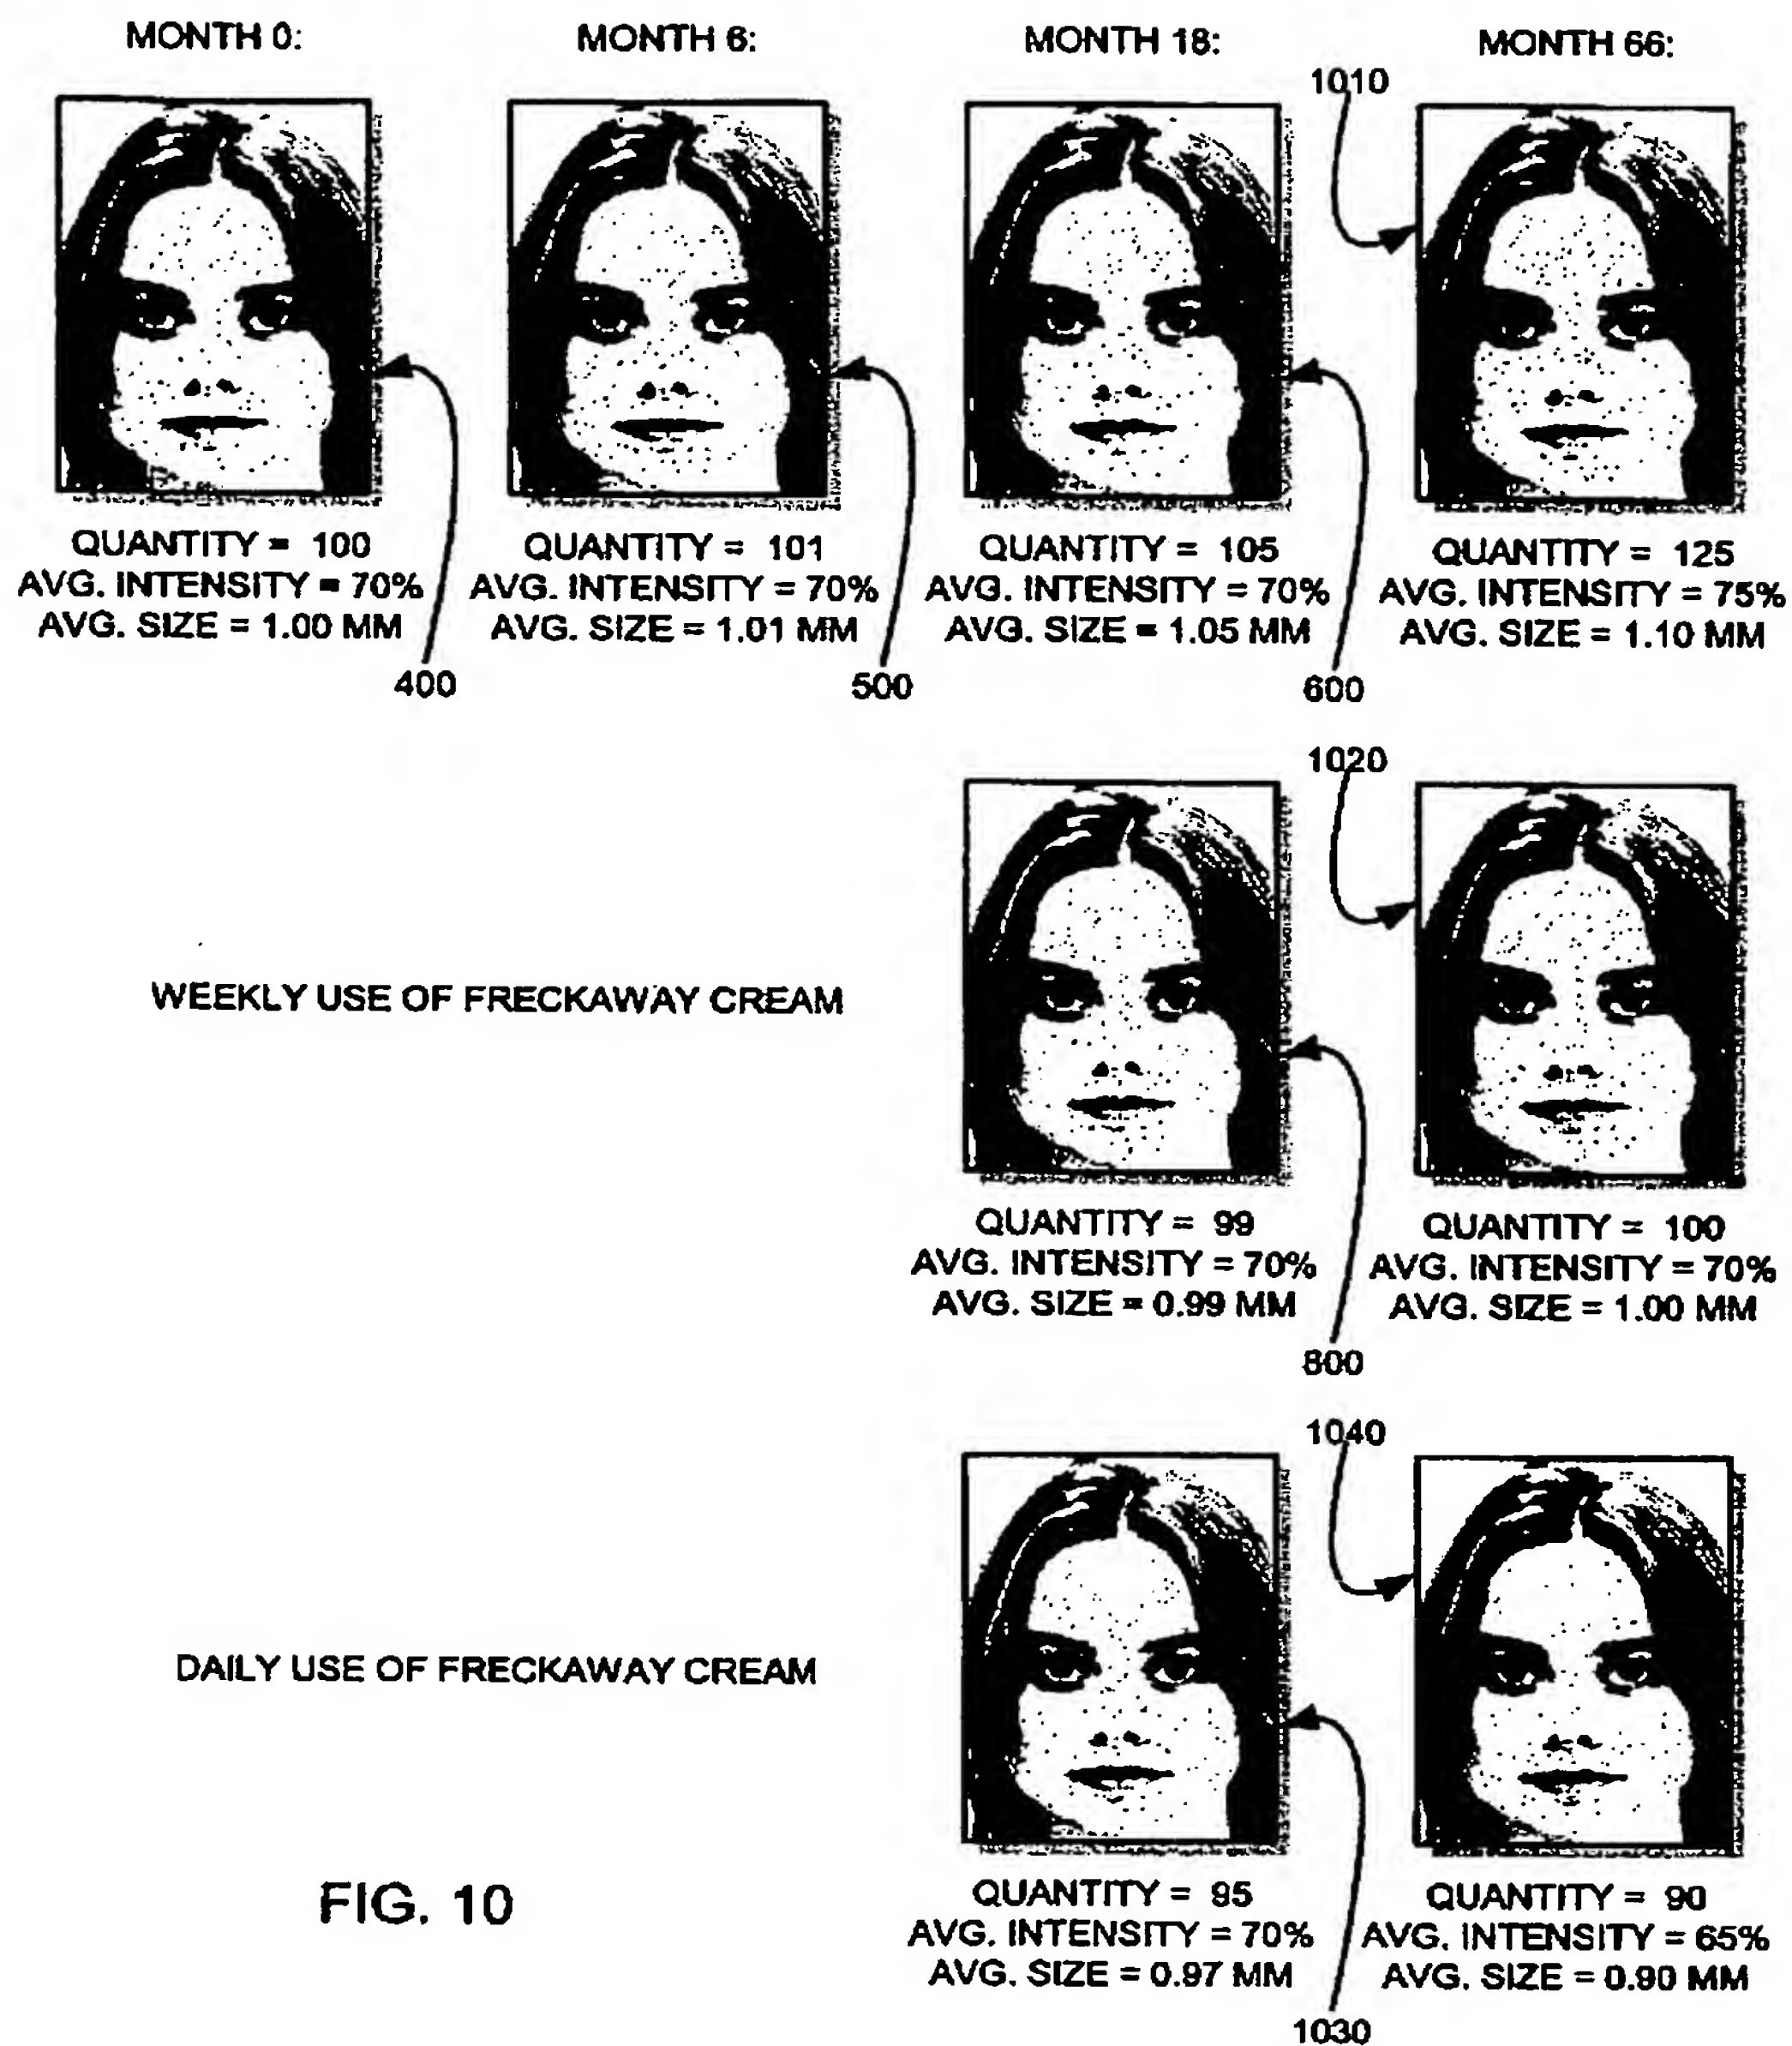 MONTH 0:
MONTH 6:
MONTH 18:
MONTH 66:
1010
QUANTITY = 100
AVG. INTENSITY = 70%
AVG. SIZE = 1.00 MM
400
QUANTITY = 101
AVG. INTENSITY = 70%
AVG. SIZE = 1.01 MM
500
QUANTITY = 105
AVG. INTENSITY = 70%
AVG. SIZE = 1.05 MM
600
QUANTITY = 125
AVG. INTENSITY = 75%
AVG. SIZE = 1.10 MM
1020
WEEKLY USE OF FRECKAWAY CREAM
QUANTITY = 99
AVG. INTENSITY = 70%
AVG. SIZE = 0.99 MM
800
QUANTITY = 100
AVG. INTENSITY = 70%
AVG. SIZE = 1.00 MM
1040
DAILY USE OF FRECKAWAY CREAM
QUANTITY = 95
AVG. INTENSITY = 70%
AVG. SIZE = 0.97 MM
1030
QUANTITY = 90
AVG. INTENSITY = 65%
AVG. SIZE = 0.90 MM
FIG. 10